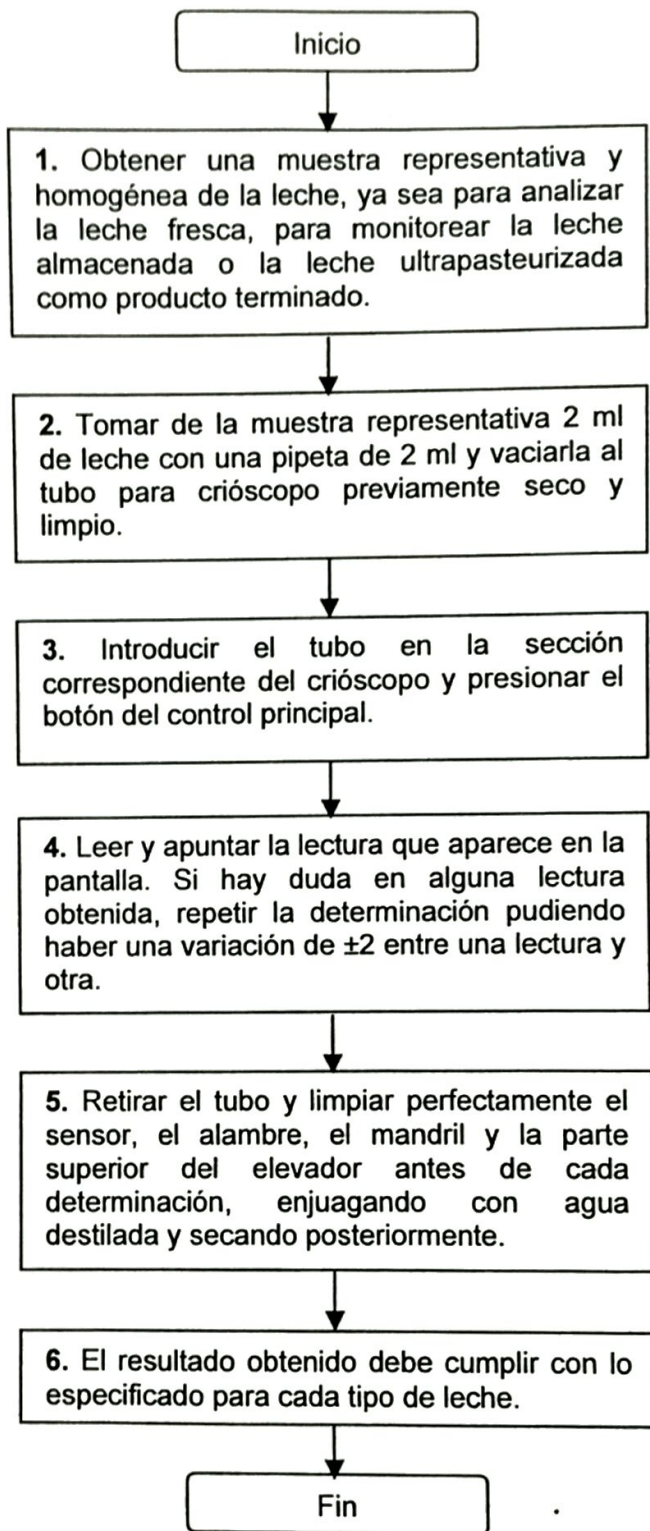 Inicio
1. Obtener una muestra representativa y
homogénea de la leche, ya sea para analizar
la leche fresca, para monitorear la leche
almacenada o la leche ultrapasteurizada
como producto terminado.
2. Tomar de la muestra representativa 2 ml
de leche con una pipeta de 2 ml y vaciarla al
tubo para crióscopo previamente seco y
limpio.
3. Introducir el tubo en la sección
correspondiente del crióscopo y presionar el
botón del control principal.
4. Leer y apuntar la lectura que aparece en la
pantalla. Si hay duda en alguna lectura
obtenida, repetir la determinación pudiendo
haber una variación de ±2 entre una lectura y
otra.
5. Retirar el tubo y limpiar perfectamente el
sensor, el alambre, el mandril y la parte
superior del elevador antes de cada
determinación, enjuagando con agua
destilada y secando posteriormente.
6. El resultado obtenido debe cumplir con lo
especificado para cada tipo de leche.
Fin